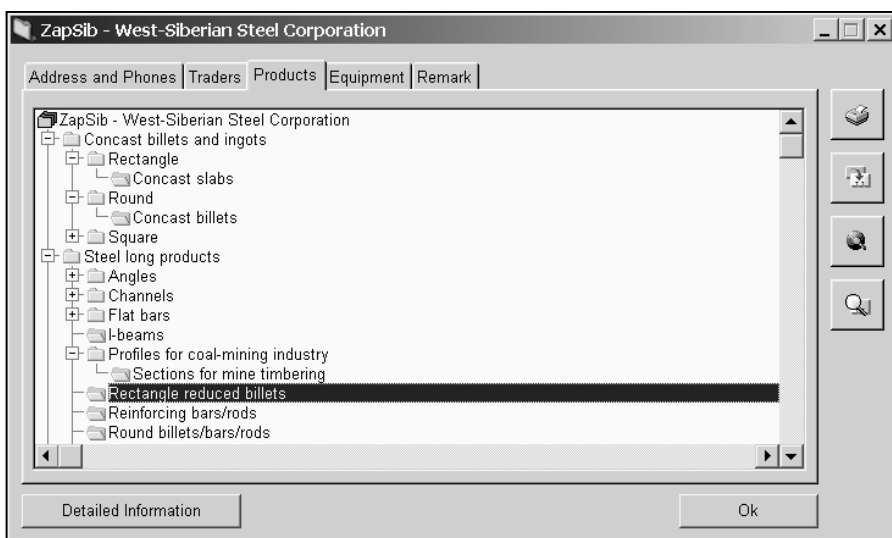 ZapSib - West-Siberian Steel Corporation
Address and Phones Traders Products Equipment Remark
ZapSib - West-Siberian Steel Corporation
Concast billets and ingots
Rectangle
Concast slabs
Round
Concast billets
Square
Steel long products
Angles
Channels
Flat bars
I-beams
Profiles for coal-mining industry
Sections for mine timbering
Rectangle reduced billets
Reinforcing bars/rods
Round billets/bars/rods
Detailed Information Ok